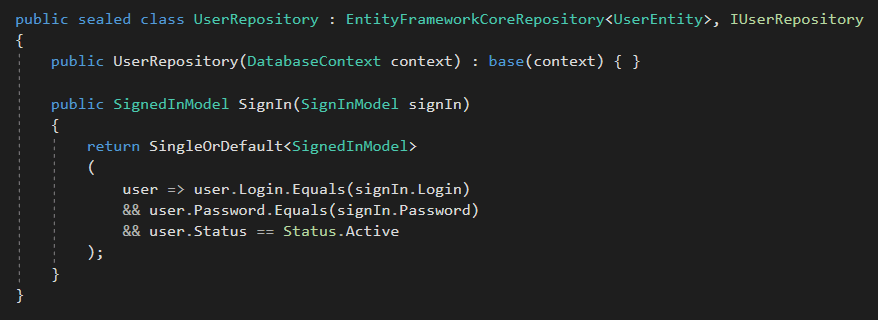 public sealed class UserRepository : EntityFrameworkCoreRepository<UserEntity>, IUserRepository
{
    public UserRepository(DatabaseContext context) : base(context) { }
    public SignedInModel SignIn(SignInModel signIn)
    {
        return SingleOrDefault<SignedInModel>
        (
            user => user.Login.Equals(signIn.Login)
            && user.Password.Equals(signIn.Password)
            && user.Status == Status.Active
        );
    }
}